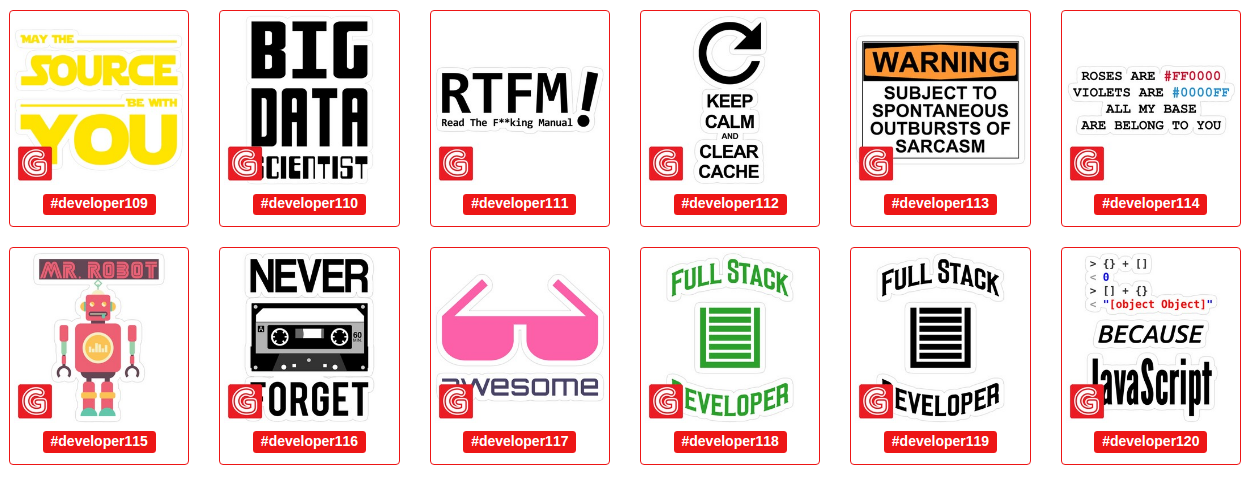 MAY THE
SOURCE
BE WITH
YOU
G
#developer109
BIG
DATA
SCIENTIST
G
#developer110
RTFM!
Read The F**king Manual
G
#developer111
KEEP
CALM
AND
CLEAR
CACHE
G
#developer112
WARNING
SUBJECT TO
SPONTANEOUS
OUTBURSTS OF
SARCASM
G
#developer113
ROSES ARE #FF0000
VIOLETS ARE #0000FF
ALL MY BASE
ARE BELONG TO YOU
G
#developer114
MR. ROBOT
G
#developer115
NEVER
A
60
MIN.
FORGET
G
#developer116
awesome
G
#developer117
FULL STACK
DEVELOPER
G
#developer118
FULL STACK
DEVELOPER
G
#developer119
> {} + []
< 0
> [] + {}
< "[object Object]"
BECAUSE
JavaScript
G
#developer120